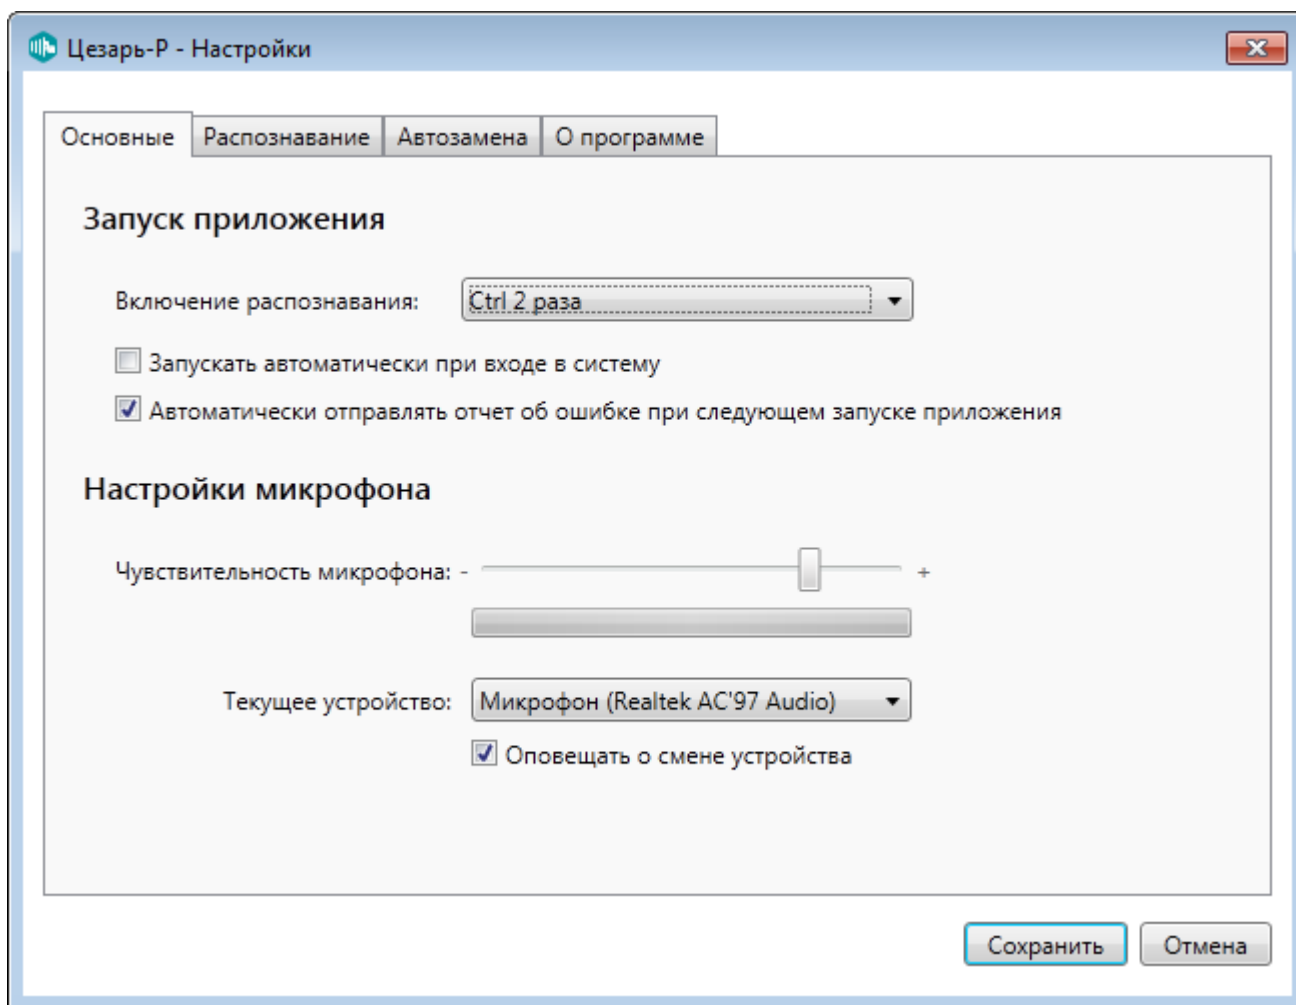 Цезарь-Р - Настройки
Основные Распознавание Автозамена О программе
Запуск приложения
Включение распознавания: Ctrl 2 раза
Запускать автоматически при входе в систему
Автоматически отправлять отчет об ошибке при следующем запуске приложения
Настройки микрофона
Чувствительность микрофона: - +
Текущее устройство: Микрофон (Realtek AC'97 Audio)
Оповещать о смене устройства
Сохранить Отмена